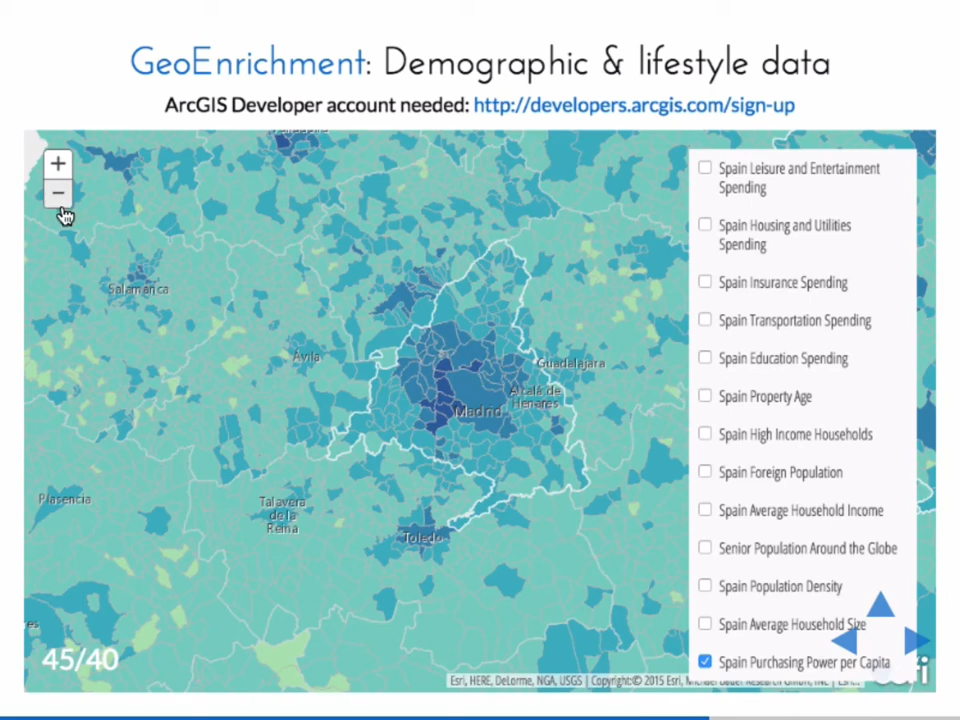 GeoEnrichment: Demographic & lifestyle data
ArcGIS Developer account needed: http://developers.arcgis.com/sign-up
+
−
Salamanca
Ávila
Guadalajara
Alcalá de
Henares
Madrid
Plasencia
Talavera
de la
Reina
Toledo
Spain Leisure and Entertainment
Spending
Spain Housing and Utilities
Spending
Spain Insurance Spending
Spain Transportation Spending
Spain Education Spending
Spain Property Age
Spain High Income Households
Spain Foreign Population
Spain Average Household Income
Senior Population Around the Globe
Spain Population Density
Spain Average Household Size
Spain Purchasing Power per Capita
45/40
Esri, HERE, DeLorme, NGA, USGS | Copyright:© 2015 Esri,